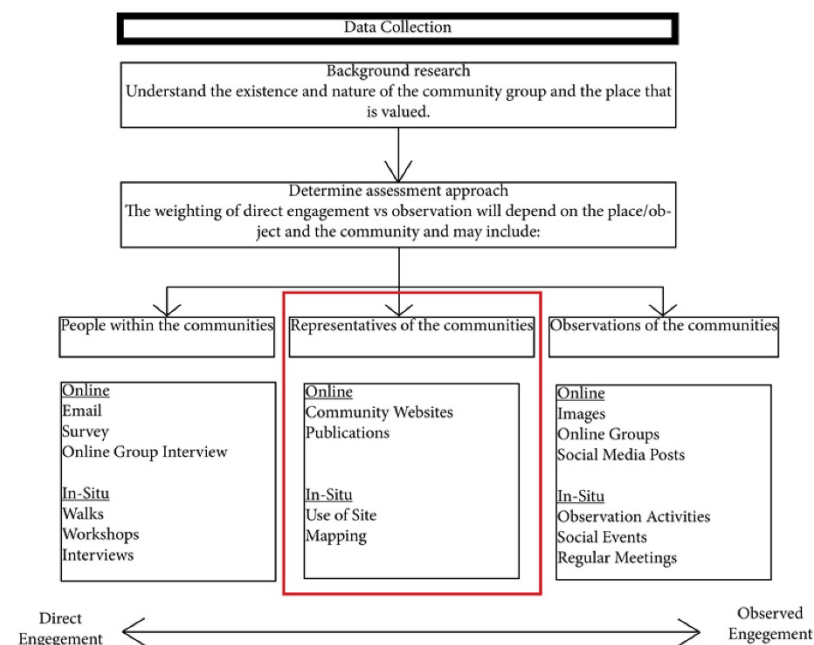 Data Collection
Background research
Understand the existence and nature of the community group and the place that
is valued.
Determine assessment approach
The weighting of direct engagement vs observation will depend on the place/ob-
ject and the community and may include:
People within the communities
Representatives of the communities
Observations of the communities
Online
Email
Survey
Online Group Interview
In-Situ
Walks
Workshops
Interviews
Online
Community Websites
Publications
In-Situ
Use of Site
Mapping
Online
Images
Online Groups
Social Media Posts
In-Situ
Observation Activities
Social Events
Regular Meetings
Direct
Engegement
Observed
Engegement